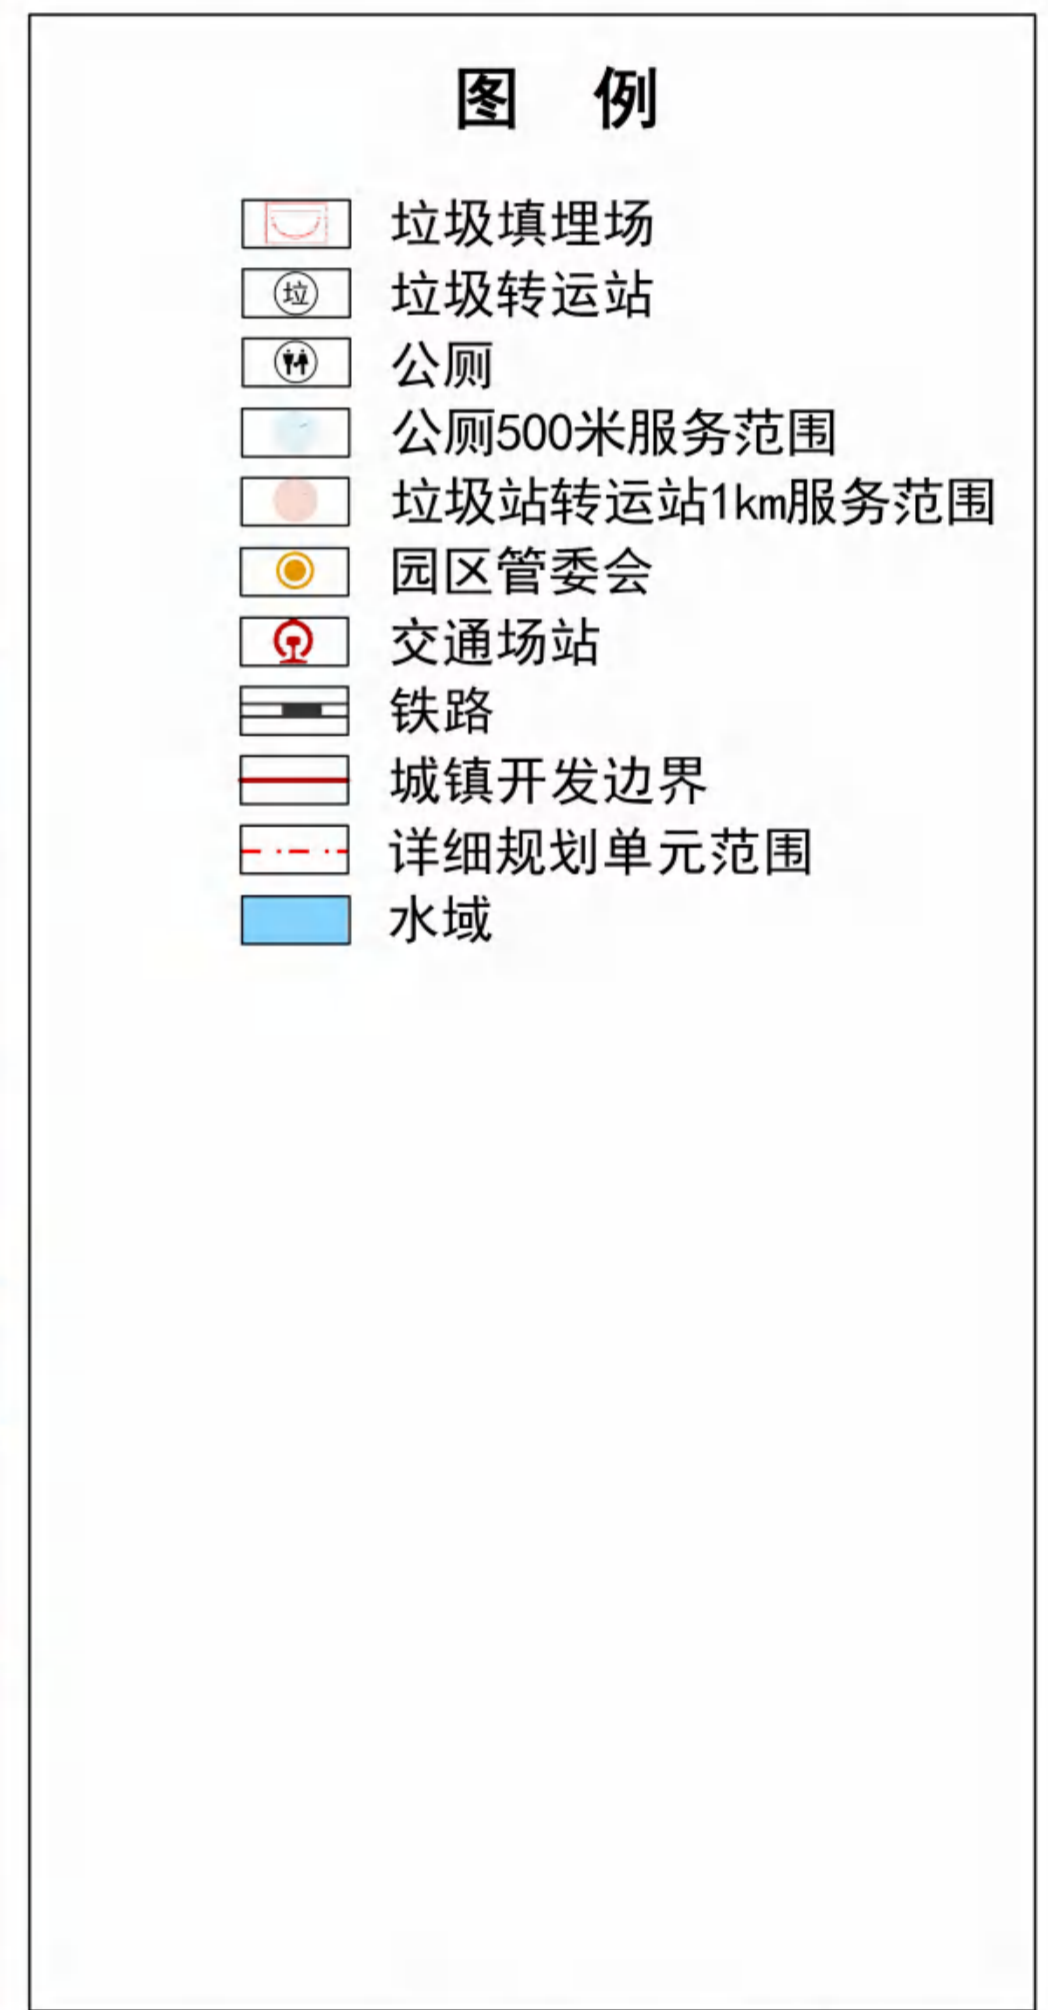 图 例
垃圾填埋场
垃 垃圾转运站
公厕
公厕500米服务范围
垃圾站转运站1km服务范围
园区管委会
交通场站
铁路
城镇开发边界
详细规划单元范围
水域